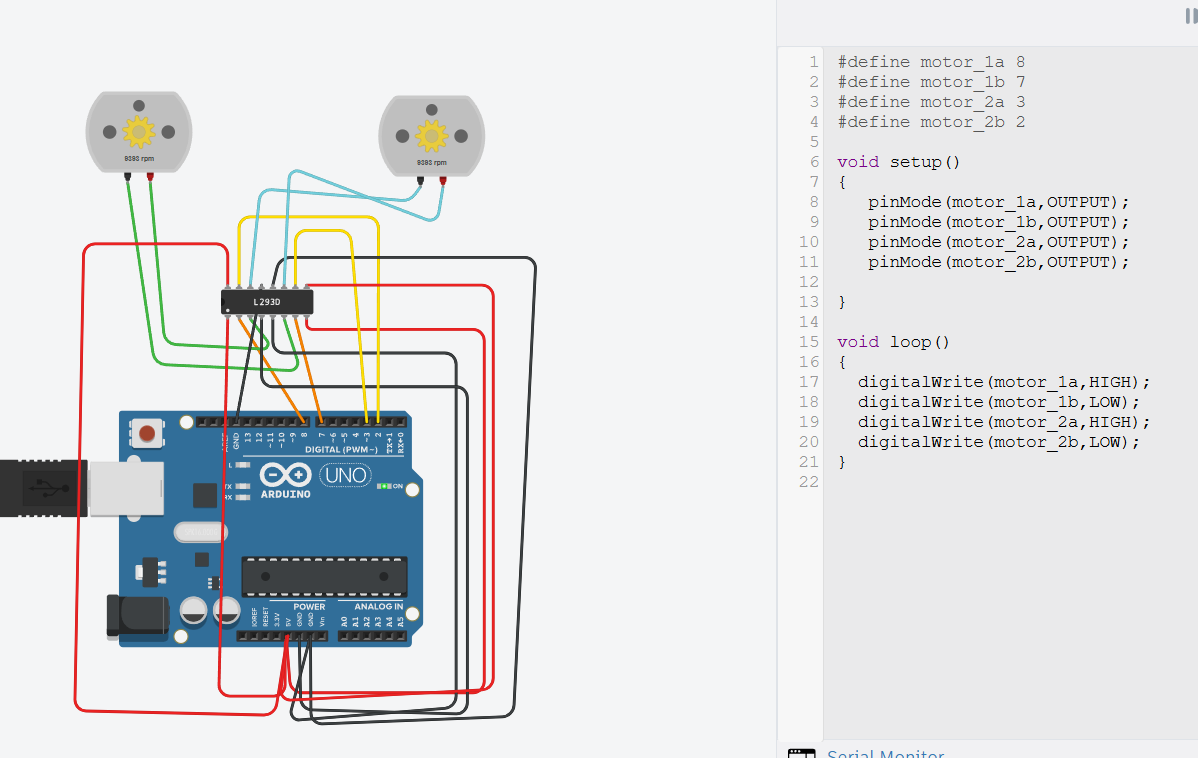 9393 rpm
9393 rpm
L293D
AREF
GND
13
12
~11
~10
~9
8
7
~6
~5
4
~3
2
TX→1
RX←0
DIGITAL (PWM~)
L
TX
RX
UNO
ARDUINO
ON
POWER
ANALOG IN
IOREF
RESET
3.3V
5V
GND
GND
Vin
A0
A1
A2
A3
A4
A5
1 #define motor_1a 8
2 #define motor_1b 7
3 #define motor_2a 3
4 #define motor_2b 2
5
6 void setup()
7 {
8 pinMode(motor_1a,OUTPUT);
9 pinMode(motor_1b,OUTPUT);
10 pinMode(motor_2a,OUTPUT);
11 pinMode(motor_2b,OUTPUT);
12
13 }
14
15 void loop()
16 {
17 digitalWrite(motor_1a,HIGH);
18 digitalWrite(motor_1b,LOW);
19 digitalWrite(motor_2a,HIGH);
20 digitalWrite(motor_2b,LOW);
21 }
22
Serial Monitor